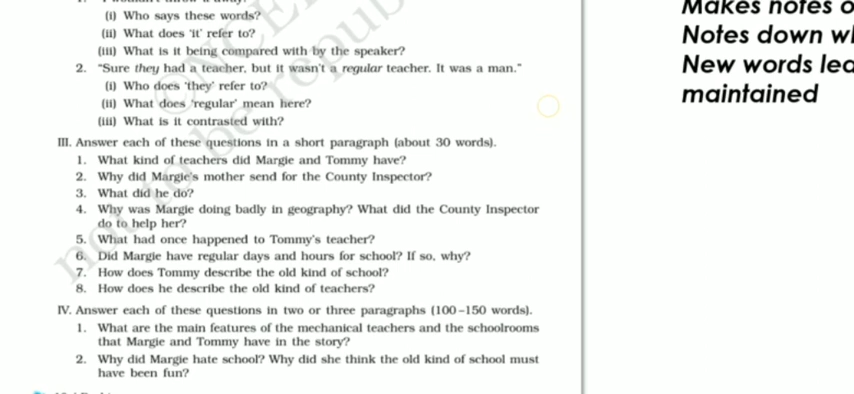 (i) Who says these words?
(ii) What does 'it' refer to?
(iii) What is it being compared with by the speaker?
2. "Sure they had a teacher, but it wasn't a regular teacher. It was a man."
(i) Who does 'they' refer to?
(ii) What does 'regular' mean here?
(iii) What is it contrasted with?
III. Answer each of these questions in a short paragraph (about 30 words).
1. What kind of teachers did Margie and Tommy have?
2. Why did Margie's mother send for the County Inspector?
3. What did he do?
4. Why was Margie doing badly in geography? What did the County Inspector
do to help her?
5. What had once happened to Tommy's teacher?
6. Did Margie have regular days and hours for school? If so, why?
7. How does Tommy describe the old kind of school?
8. How does he describe the old kind of teachers?
IV. Answer each of these questions in two or three paragraphs (100–150 words).
1. What are the main features of the mechanical teachers and the schoolrooms
that Margie and Tommy have in the story?
2. Why did Margie hate school? Why did she think the old kind of school must
have been fun?
Makes notes o
Notes down w
New words lea
maintained
not to be repub
©NCE